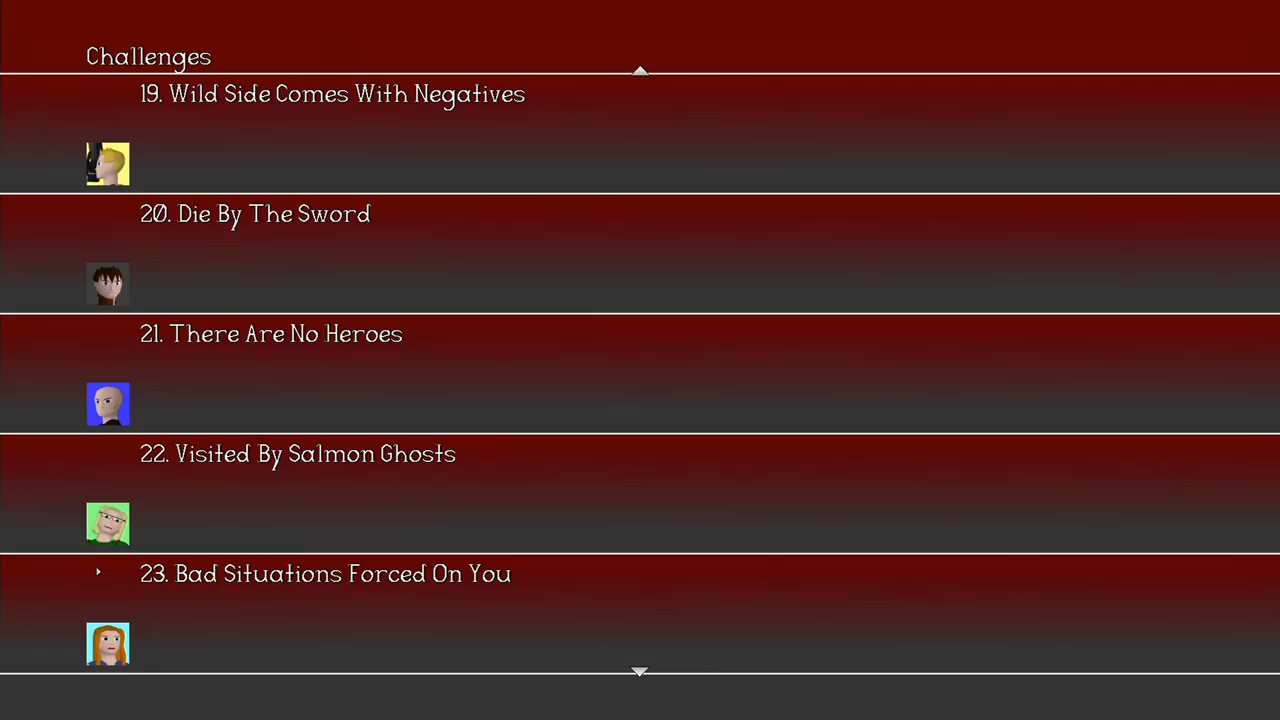 Challenges
19. Wild Side Comes With Negatives
20. Die By The Sword
21. There Are No Heroes
22. Visited By Salmon Ghosts
23. Bad Situations Forced On You